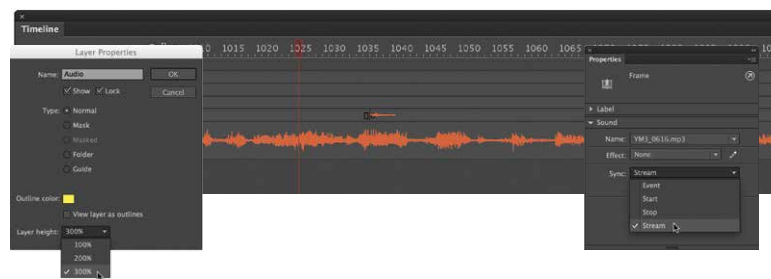 Timeline
1015 1020 1025 1030 1035 1040 1045 1050 1055 1060 1065
Layer Properties
Name: Audio
OK
Show Lock
Cancel
Type: Normal
Mask
Masked
Folder
Guide
Outline color:
View layer as outlines
Layer height: 300%
100%
200%
300%
Properties
Frame
Label
Sound
Name: YM3_0616.mp3
Effect: None
Sync: Stream
Event
Start
Stop
Stream